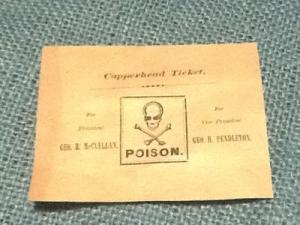 Copperhead Ticket.
For
President
GEO. B. McCLELLAN,
POISON.
For
Vice President
GEO. H. PENDLETON.